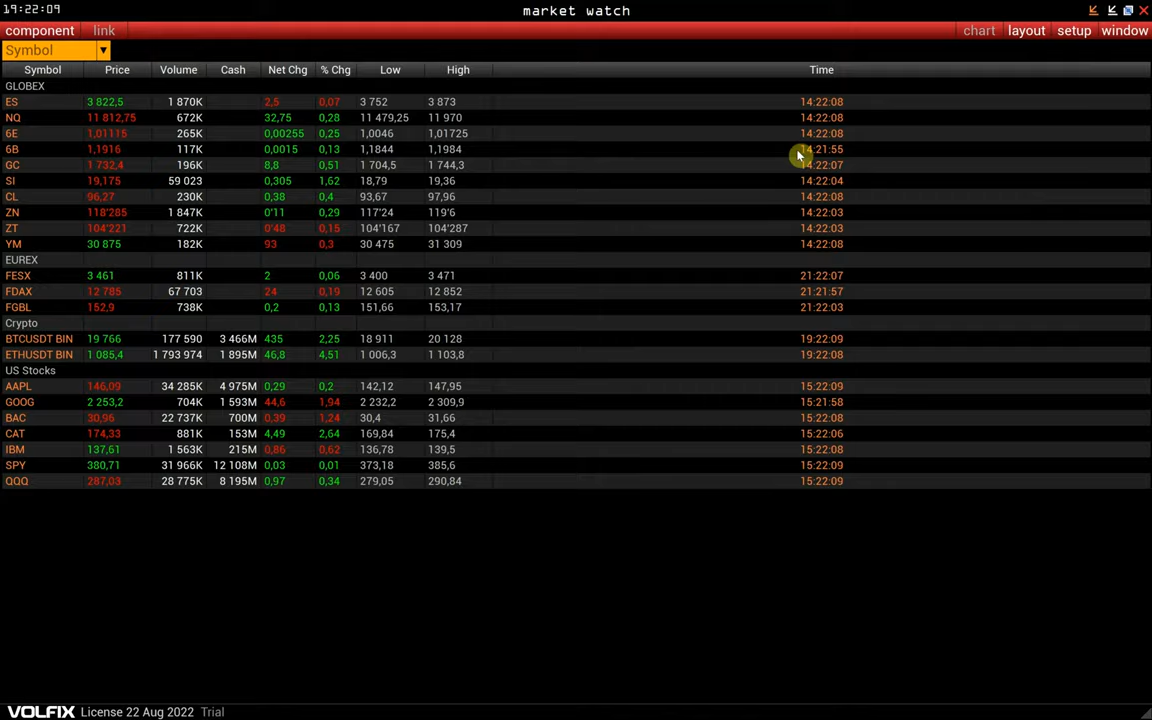 19:22:09 market watch
component link chart layout setup window
Symbol
Symbol Price Volume Cash Net Chg % Chg Low High Time
GLOBEX
ES 3 822,5 1 870K 2,5 0,07 3 752 3 873 14:22:08
NQ 11 812,75 672K 32,75 0,28 11 479,25 11 970 14:22:08
6E 1,01115 265K 0,00255 0,25 1,0046 1,01725 14:22:08
6B 1,1916 117K 0,0015 0,13 1,1844 1,1984 14:21:55
GC 1 732,4 196K 8,8 0,51 1 704,5 1 744,3 14:22:07
SI 19,175 59 023 0,305 1,62 18,79 19,36 14:22:04
CL 96,27 230K 0,38 0,4 93,67 97,96 14:22:08
ZN 118'285 1 847K 0'11 0,29 117'24 119'6 14:22:03
ZT 104'221 722K 0'48 0,15 104'167 104'287 14:22:03
YM 30 875 182K 93 0,3 30 475 31 309 14:22:08
EUREX
FESX 3 461 811K 2 0,06 3 400 3 471 21:22:07
FDAX 12 785 67 703 24 0,19 12 605 12 852 21:21:57
FGBL 152,9 738K 0,2 0,13 151,66 153,17 21:22:03
Crypto
BTCUSDT BIN 19 766 177 590 3 466M 435 2,25 18 911 20 128 19:22:09
ETHUSDT BIN 1 085,4 1 793 974 1 895M 46,8 4,51 1 006,3 1 103,8 19:22:08
US Stocks
AAPL 146,09 34 285K 4 975M 0,29 0,2 142,12 147,95 15:22:09
GOOG 2 253,2 704K 1 593M 44,6 1,94 2 232,2 2 309,9 15:21:58
BAC 30,96 22 737K 700M 0,39 1,24 30,4 31,66 15:22:08
CAT 174,33 881K 153M 4,49 2,64 169,84 175,4 15:22:06
IBM 137,61 1 563K 215M 0,86 0,62 136,78 139,5 15:22:08
SPY 380,71 31 966K 12 108M 0,03 0,01 373,18 385,6 15:22:09
QQQ 287,03 28 775K 8 195M 0,97 0,34 279,05 290,84 15:22:09
VOLFIX License 22 Aug 2022 Trial